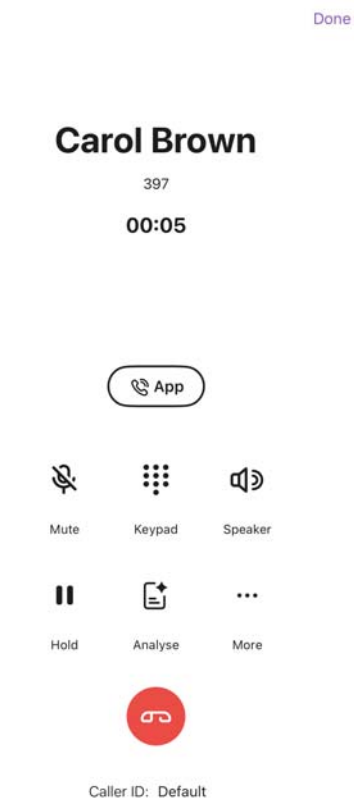 Done
Carol Brown
397
00:05
App
Mute Keypad Speaker
Hold Analyse More
Caller ID: Default